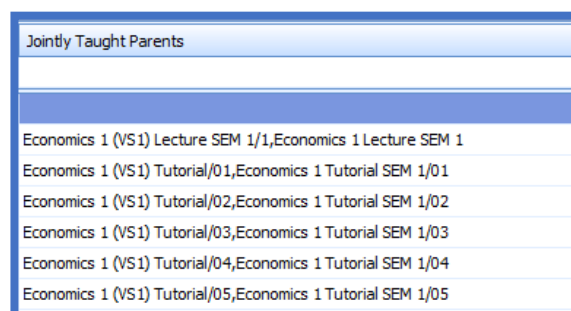 Jointly Taught Parents
Economics 1 (VS1) Lecture SEM 1/1,Economics 1 Lecture SEM 1
Economics 1 (VS1) Tutorial/01,Economics 1 Tutorial SEM 1/01
Economics 1 (VS1) Tutorial/02,Economics 1 Tutorial SEM 1/02
Economics 1 (VS1) Tutorial/03,Economics 1 Tutorial SEM 1/03
Economics 1 (VS1) Tutorial/04,Economics 1 Tutorial SEM 1/04
Economics 1 (VS1) Tutorial/05,Economics 1 Tutorial SEM 1/05